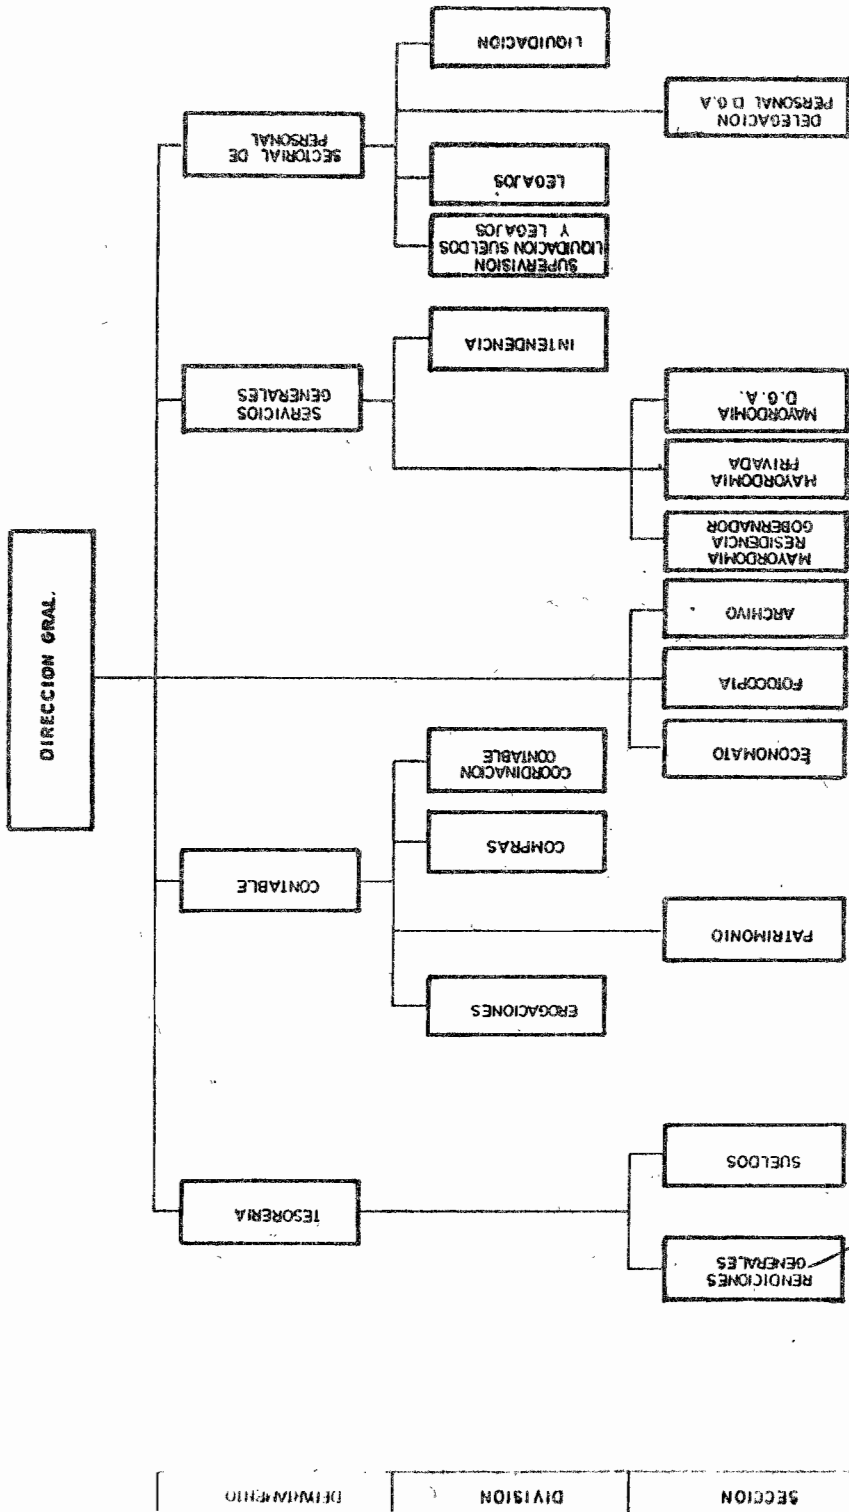 DIRECCION GRAL.
SECTORIAL DE
PERSONAL
LIQUIDACION
DELEGACION
PERSONAL D.G.A
LEGAJOS
SUPERVISION
LIQUIDACION SUELDOS
Y LEGAJOS
SERVICIOS
GENERALES
INTENDENCIA
MAYORDOMIA
D.G.A.
MAYORDOMIA
PRIVADA
MAYORDOMIA
RESIDENCIA
GOBERNADOR
ARCHIVO
FOTOCOPIA
ECONOMATO
CONTABLE
COORDINACION
CONTABLE
COMPRAS
PATRIMONIO
EROGACIONES
TESORERIA
SUELDOS
RENDICIONES
GENERALES
DEPARTAMENTO
DIVISION
SECCION